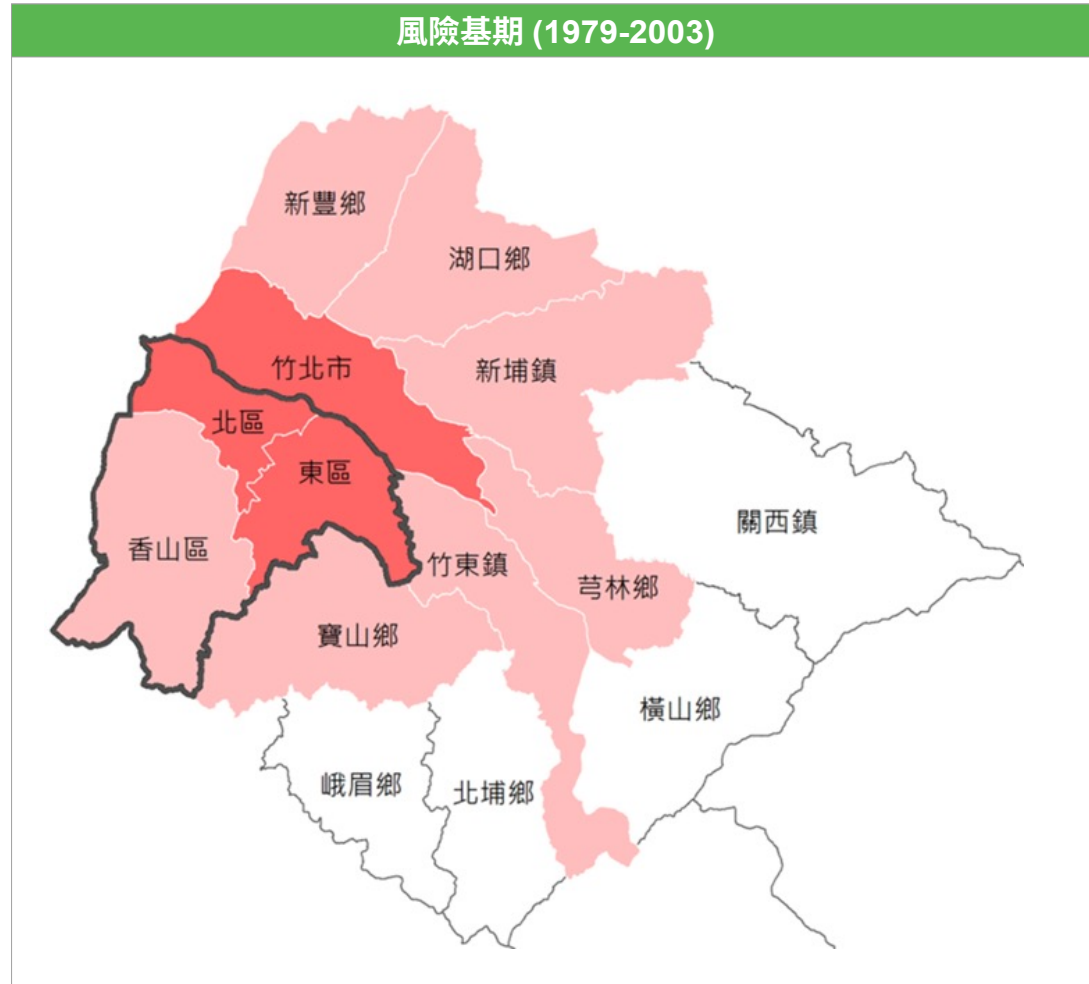 風險基期 (1979-2003)
新豐鄉
湖口鄉
竹北市
新埔鎮
北區
東區
關西鎮
香山區
竹東鎮
芎林鄉
寶山鄉
橫山鄉
峨眉鄉
北埔鄉